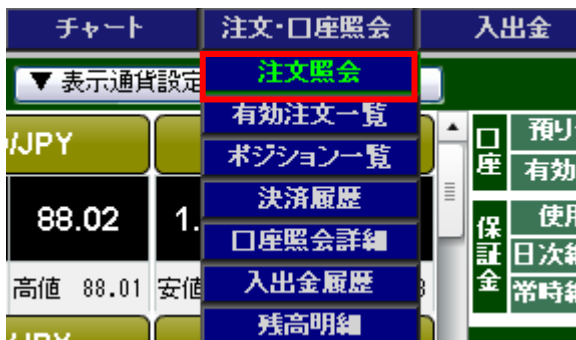 チャート 注文・口座照会 入出金
▼ 表示通貨設定
注文照会
有効注文一覧
ポジション一覧
決済履歴
口座照会詳細
入出金履歴
残高明細
/JPY
88.02 1.
高値 88.01 安値
/JPY
口座
預り
有効
保証金
使用
日次
常時